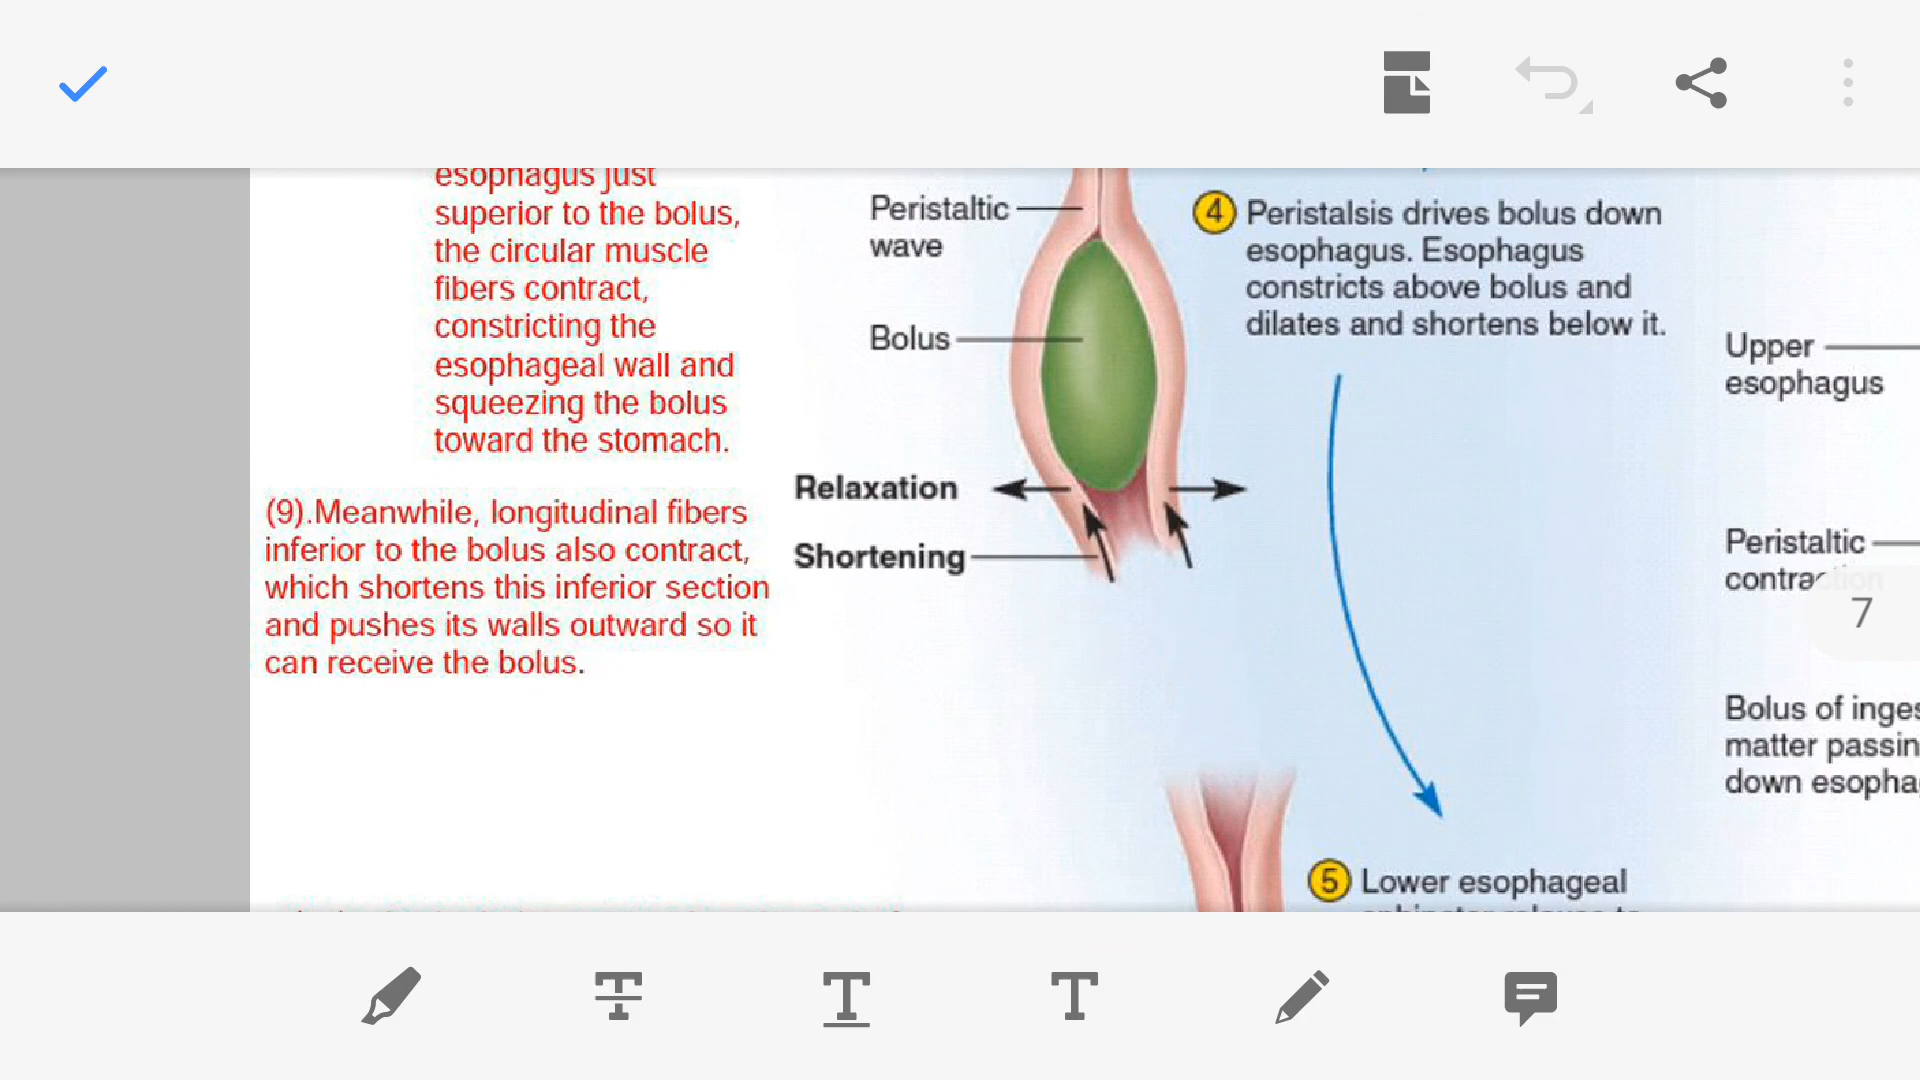 esophagus just
superior to the bolus,
the circular muscle
fibers contract,
constricting the
esophageal wall and
squeezing the bolus
toward the stomach.
(9).Meanwhile, longitudinal fibers
inferior to the bolus also contract,
which shortens this inferior section
and pushes its walls outward so it
can receive the bolus.
Peristaltic
wave
Bolus
Relaxation
Shortening
4 Peristalsis drives bolus down
esophagus. Esophagus
constricts above bolus and
dilates and shortens below it.
5 Lower esophageal
Upper
esophagus
Peristaltic
contraction
7
Bolus of inges
matter passin
down esopha